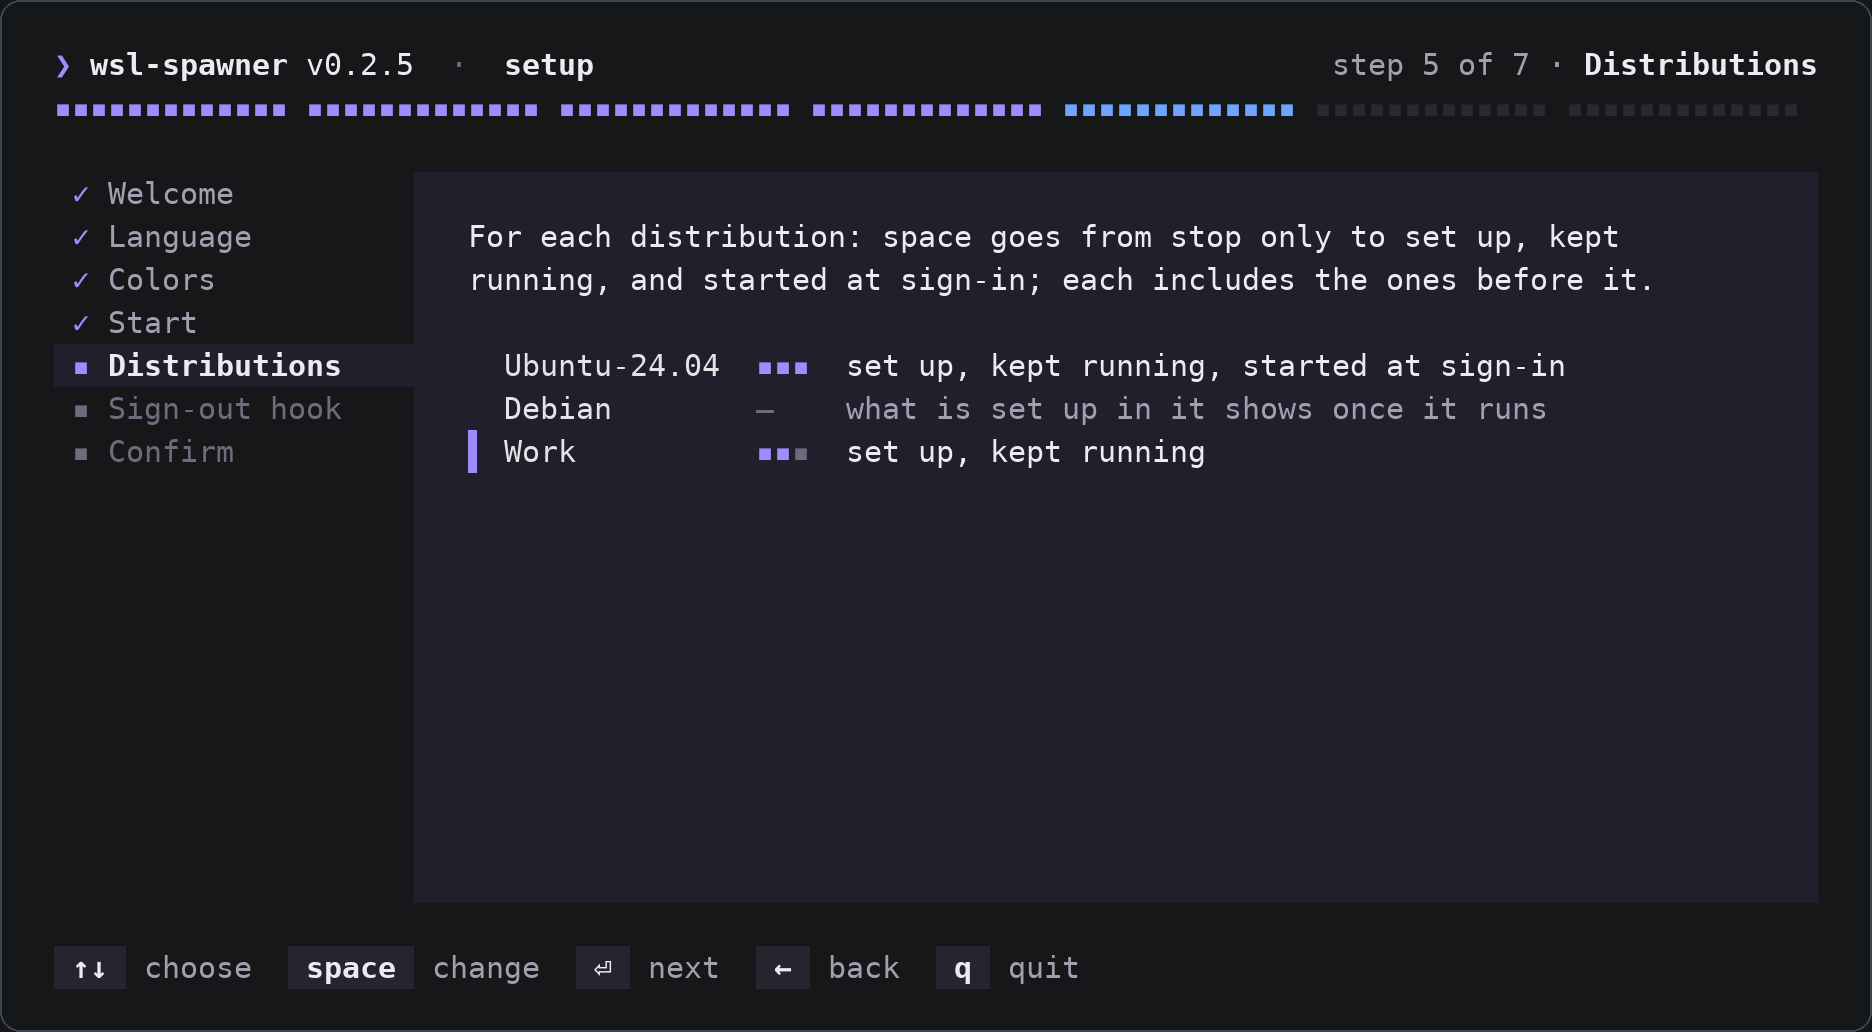 ❯ wsl-spawner v0.2.5 · setup
step 5 of 7 · Distributions
✓ Welcome
✓ Language
✓ Colors
✓ Start
▪ Distributions
▪ Sign-out hook
▪ Confirm
For each distribution: space goes from stop only to set up, kept
running, and started at sign-in; each includes the ones before it.
Ubuntu-24.04 ▪▪▪ set up, kept running, started at sign-in
Debian — what is set up in it shows once it runs
Work ▪▪▪ set up, kept running
↑↓ choose space change ⏎ next ← back q quit